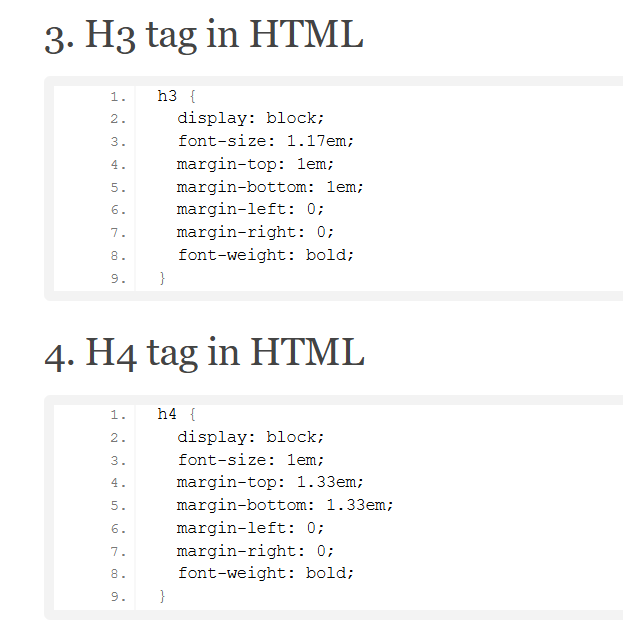 3. H3 tag in HTML
1. h3 {
2. display: block;
3. font-size: 1.17em;
4. margin-top: 1em;
5. margin-bottom: 1em;
6. margin-left: 0;
7. margin-right: 0;
8. font-weight: bold;
9. }
4. H4 tag in HTML
1. h4 {
2. display: block;
3. font-size: 1em;
4. margin-top: 1.33em;
5. margin-bottom: 1.33em;
6. margin-left: 0;
7. margin-right: 0;
8. font-weight: bold;
9. }